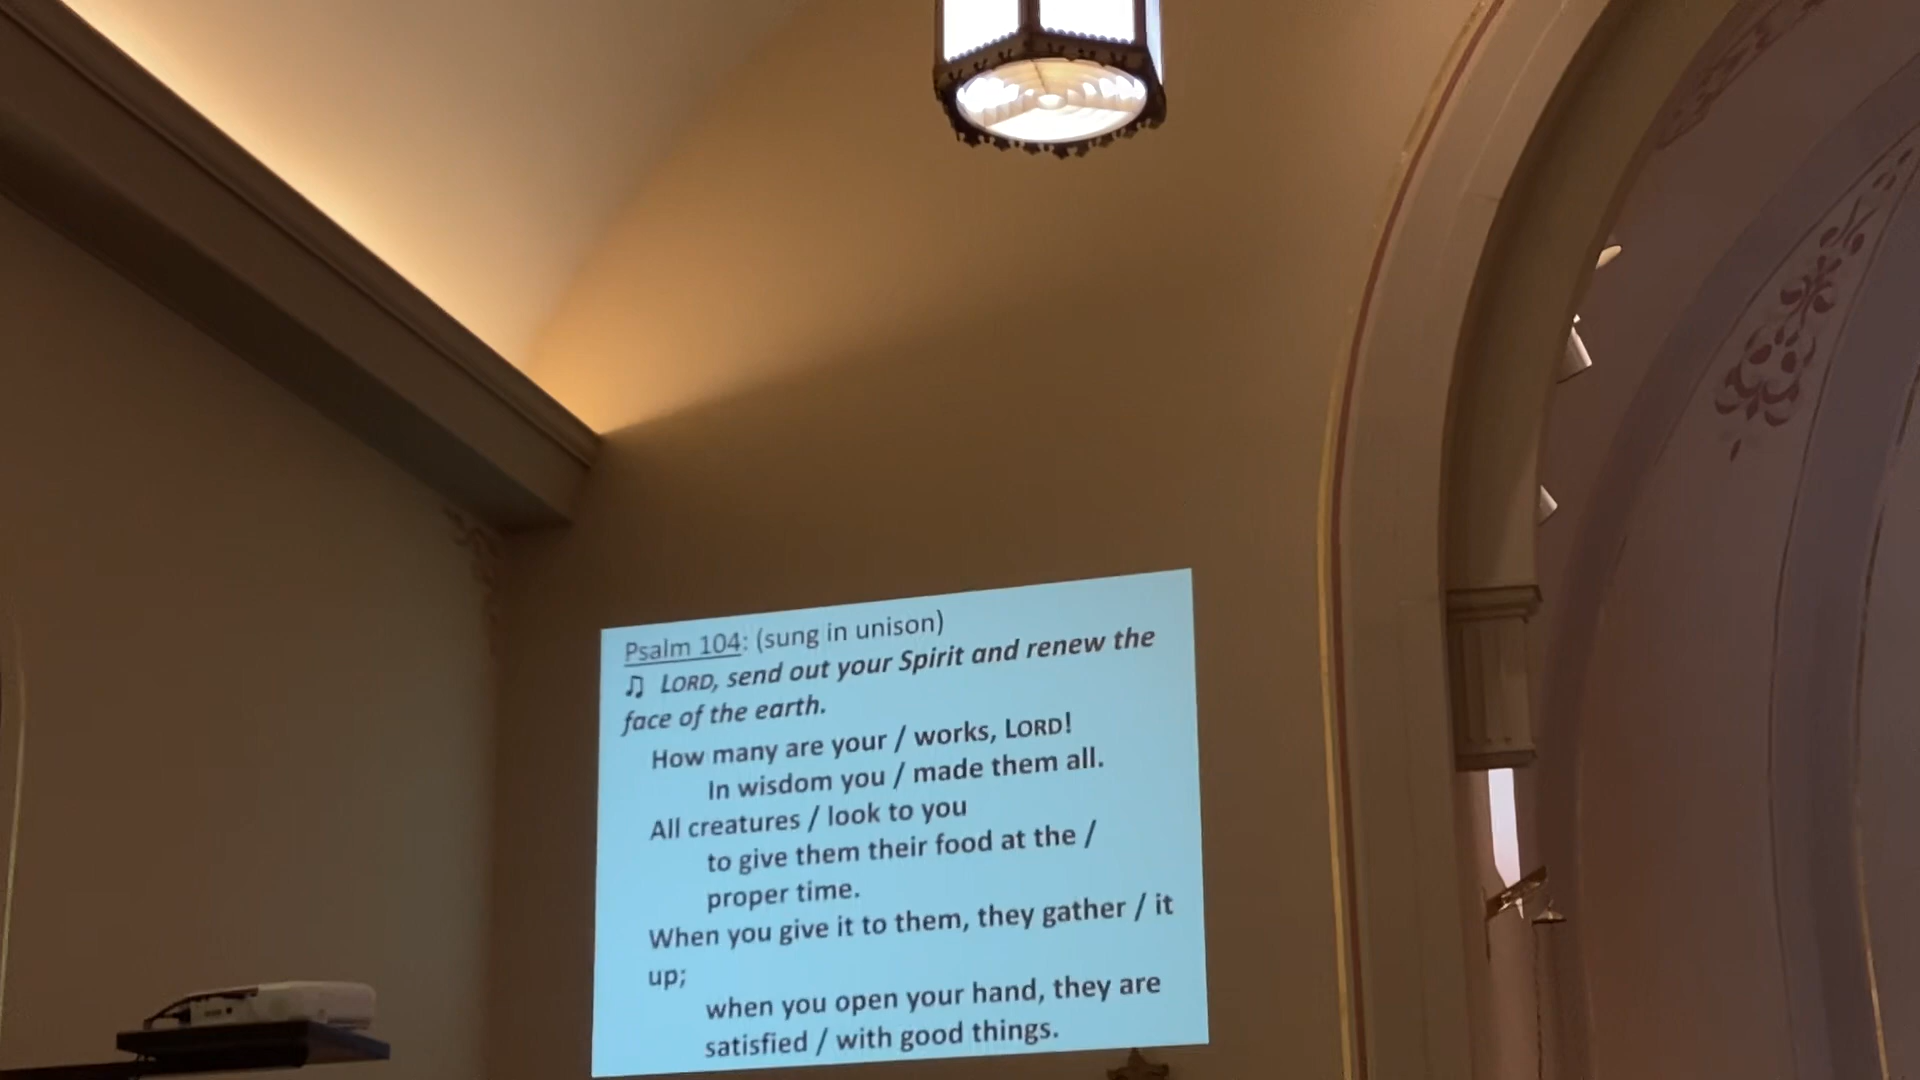 Psalm 104: (sung in unison)
♫ LORD, send out your Spirit and renew the
face of the earth.
How many are your / works, LORD!
In wisdom you / made them all.
All creatures / look to you
to give them their food at the /
proper time.
When you give it to them, they gather / it
up;
when you open your hand, they are
satisfied / with good things.